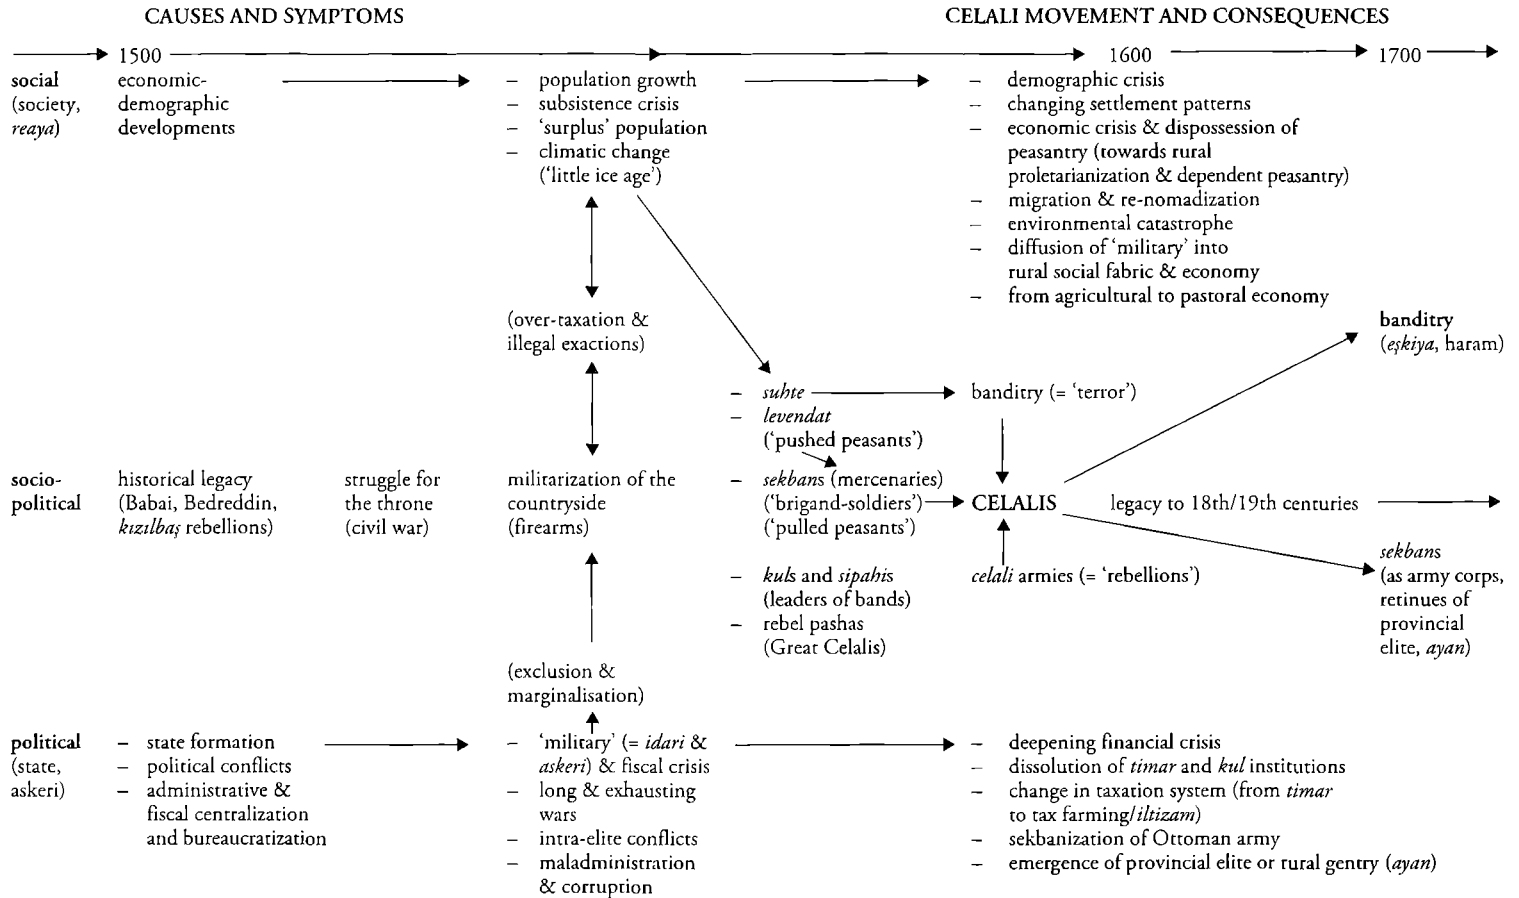 CAUSES AND SYMPTOMS
CELALI MOVEMENT AND CONSEQUENCES
1500
1600
1700
social
(society,
reaya)
economic-
demographic
developments
– population growth
– subsistence crisis
– ‘surplus’ population
– climatic change
(‘little ice age’)
– demographic crisis
– changing settlement patterns
– economic crisis & dispossession of
peasantry (towards rural
proletarianization & dependent peasantry)
– migration & re-nomadization
– environmental catastrophe
– diffusion of ‘military’ into
rural social fabric & economy
– from agricultural to pastoral economy
(over-taxation &
illegal exactions)
banditry
(eşkiya, haram)
– suhte
– levendat
(‘pushed peasants’)
banditry (= ‘terror’)
socio-
political
historical legacy
(Babai, Bedreddin,
kızılbaş rebellions)
struggle for
the throne
(civil war)
militarization of the
countryside
(firearms)
– sekbans (mercenaries)
(‘brigand-soldiers’)
(‘pulled peasants’)
CELALIS
legacy to 18th/19th centuries
– kuls and sipahis
(leaders of bands)
– rebel pashas
(Great Celalis)
celali armies (= ‘rebellions’)
sekbans
(as army corps,
retinues of
provincial
elite, ayan)
(exclusion &
marginalisation)
political
(state,
askeri)
– state formation
– political conflicts
– administrative &
fiscal centralization
and bureaucratization
– ‘military’ (= idari &
askeri) & fiscal crisis
– long & exhausting
wars
– intra-elite conflicts
– maladministration
& corruption
– deepening financial crisis
– dissolution of timar and kul institutions
– change in taxation system (from timar
to tax farming/iltizam)
– sekbanization of Ottoman army
– emergence of provincial elite or rural gentry (ayan)